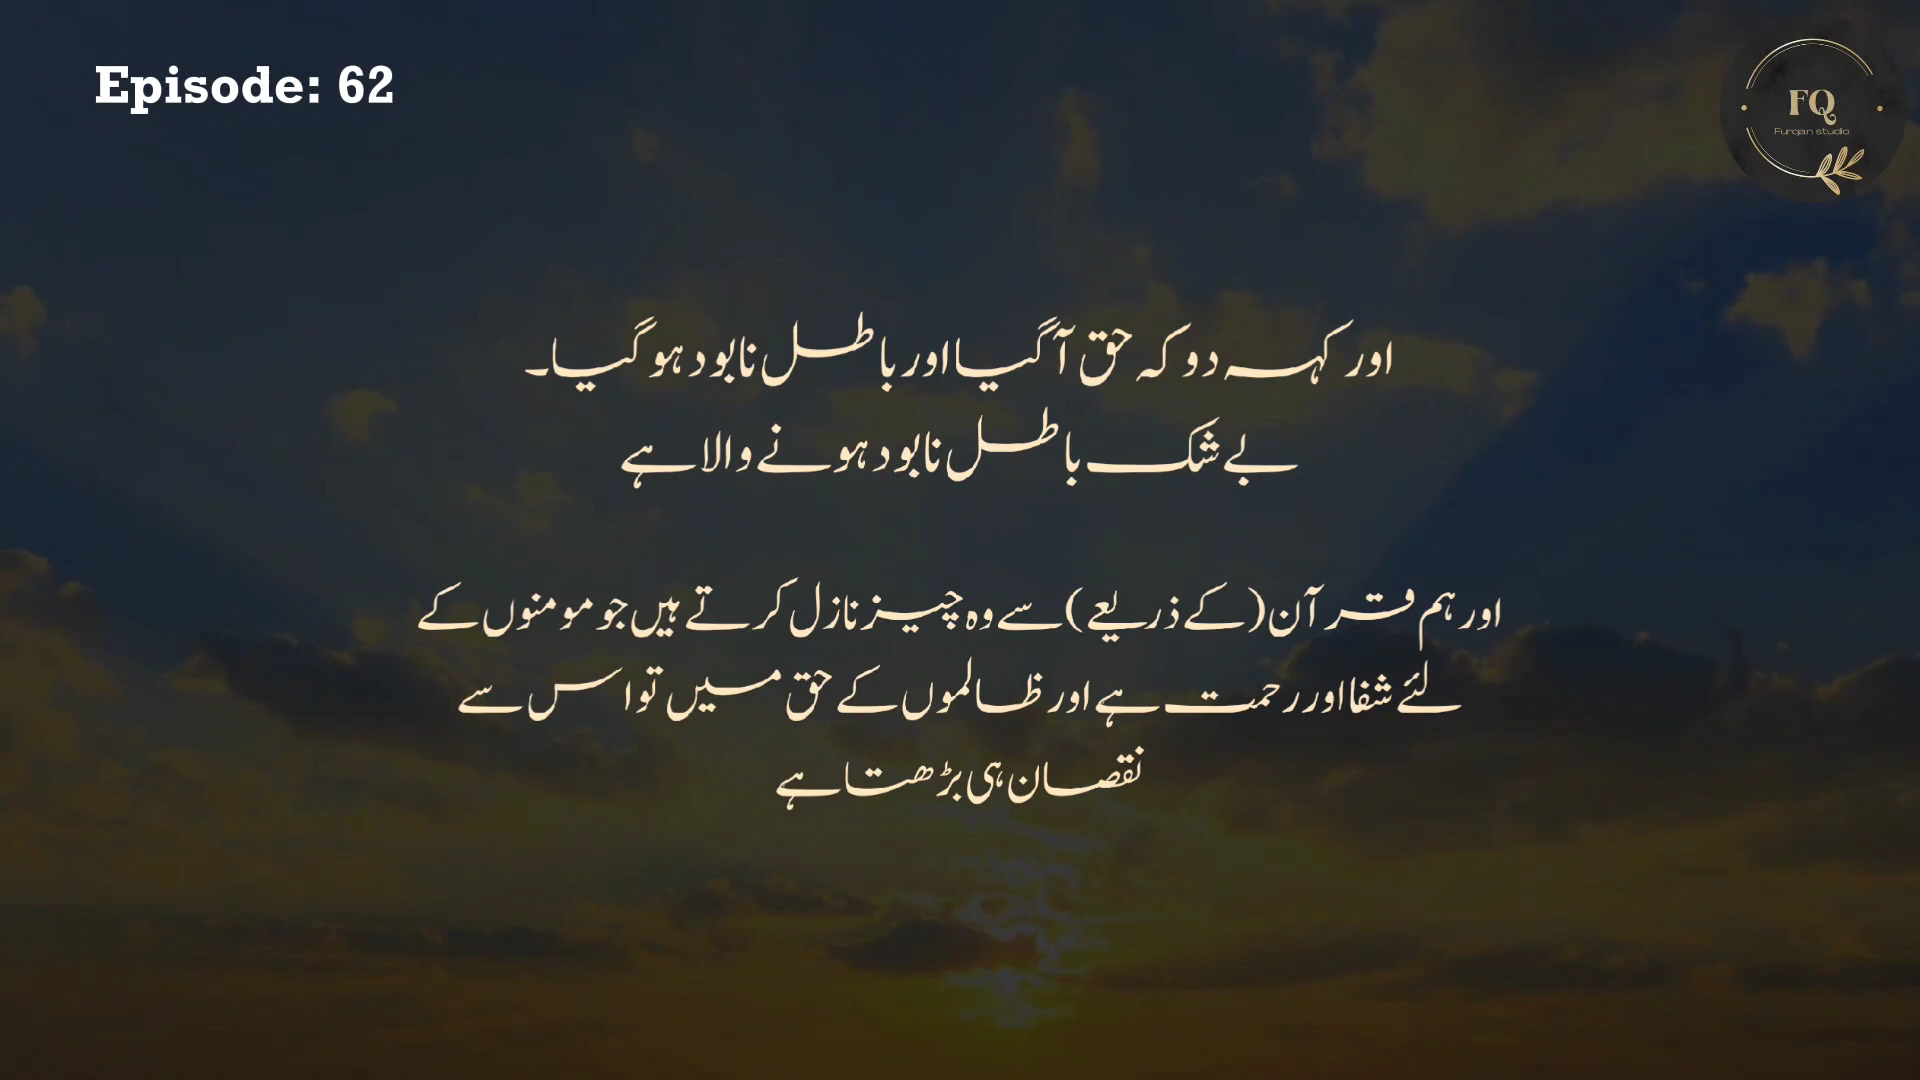 Episode: 62
FQ
Furqan studio
اور کہہ دو کہ حق آگیا اور باطل نابود ہوگیا۔
بے شک باطل نابود ہونے والا ہے
اور ہم قرآن (کے ذریعے) سے وہ چیز نازل کرتے ہیں جو مومنوں کے
لئے شفا اور رحمت ہے اور ظالموں کے حق میں تو اس سے
نقصان ہی بڑھتا ہے